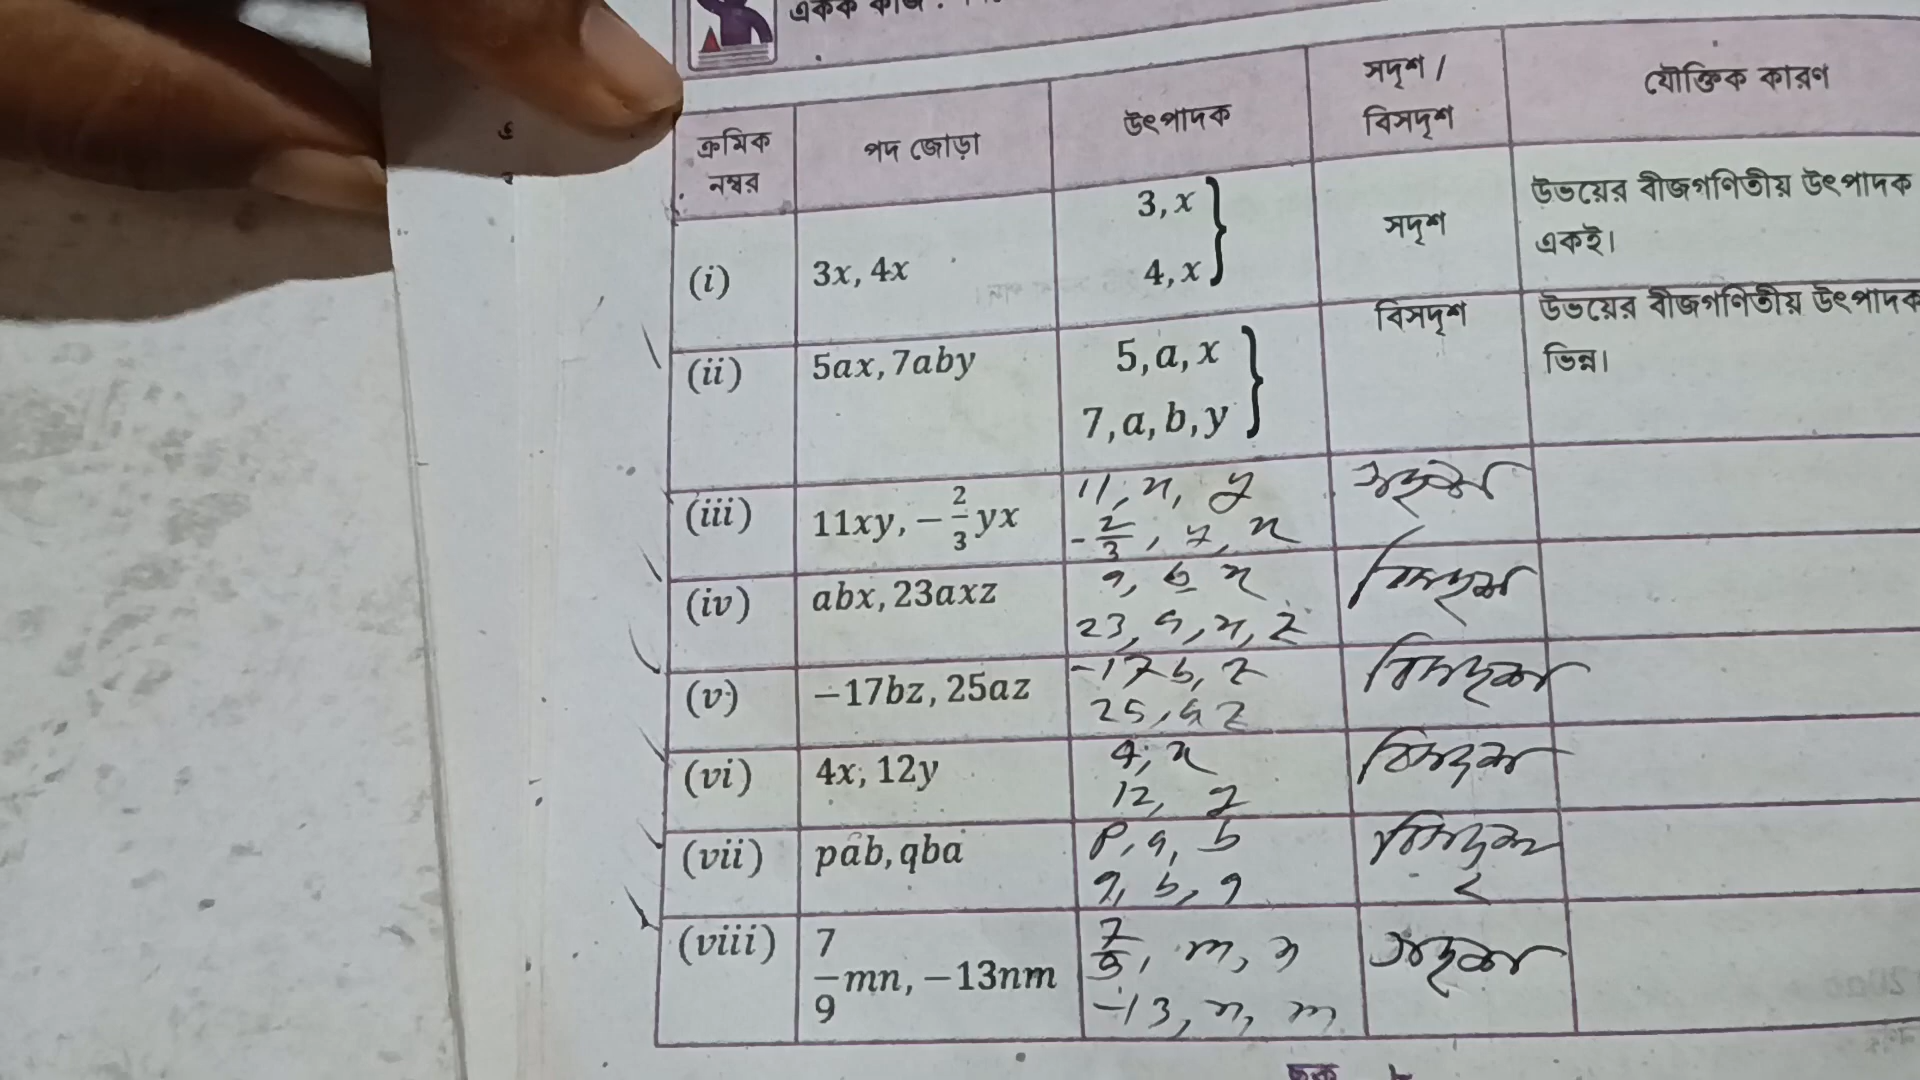 একক কাজ :
ক্রমিক নম্বর | পদ জোড়া | উৎপাদক | সদৃশ / বিসদৃশ | যৌক্তিক কারণ
(i) | 3x, 4x | 3, x } 4, x | সদৃশ | উভয়ের বীজগণিতীয় উৎপাদক একই।
(ii) | 5ax, 7aby | 5, a, x } 7, a, b, y | বিসদৃশ | উভয়ের বীজগণিতীয় উৎপাদক ভিন্ন।
(iii) | 11xy, −2/3 yx | 11, x, y -2/3, y, x | সদৃশ
(iv) | abx, 23axz | a, b x 23, a, x, z | বিসদৃশ
(v) | −17bz, 25az | -17b, z 25, a z | বিসদৃশ
(vi) | 4x, 12y | 4, x 12, y | বিসদৃশ
(vii) | pab, qba | p, a, b q, b, a | বিসদৃশ
(viii) | 7/9 mn, −13nm | 7/9, m, n -13, n, m | সদৃশ